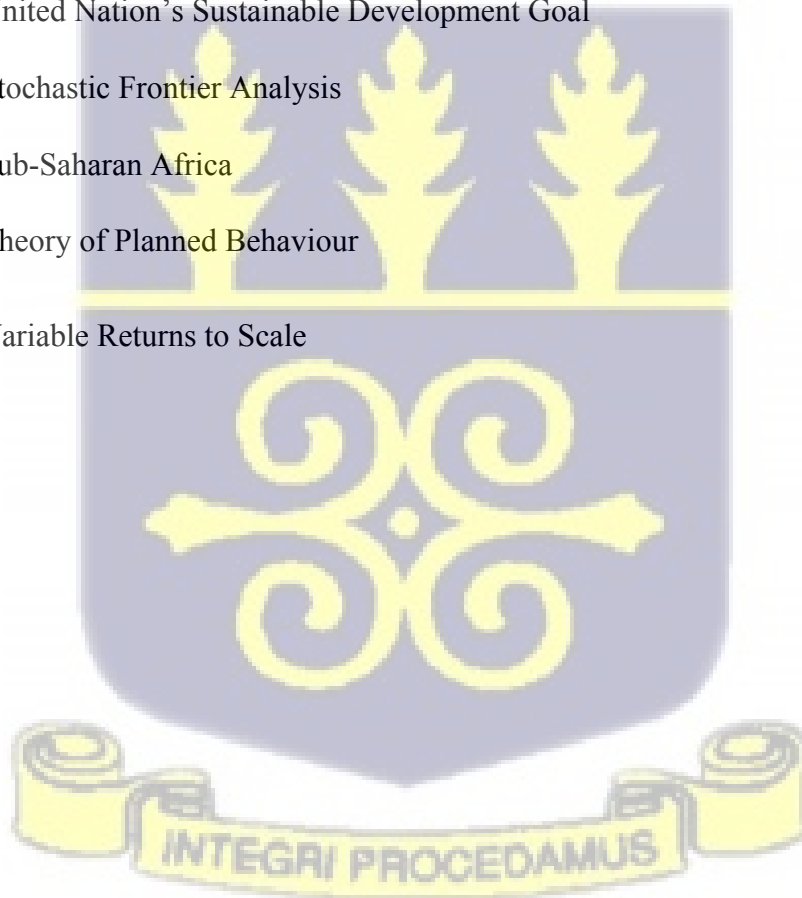 nited Nation’s Sustainable Development Goal
tochastic Frontier Analysis
ub-Saharan Africa
heory of Planned Behaviour
ariable Returns to Scale
INTEGRI PROCEDAMUS